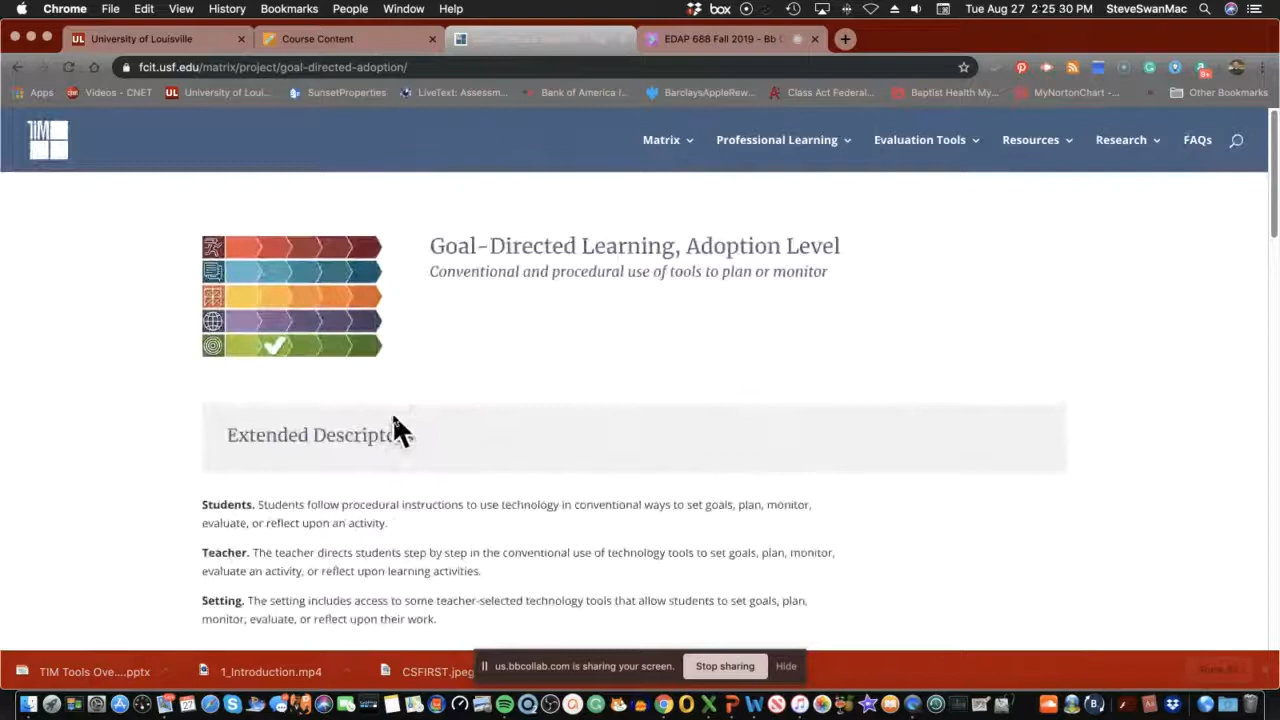 Chrome File Edit View History Bookmarks People Window Help box Tue Aug 27 2:25:30 PM SteveSwanMac
UL University of Louisville Course Content EDAP 688 Fall 2019 - Bb
fcit.usf.edu/matrix/project/goal-directed-adoption/
Apps Videos - CNET UL University of Loui... SunsetProperties LiveText: Assessm... Bank of America I... BarclaysAppleRew... Class Act Federal... Baptist Health My... MyNortonChart -... Other Bookmarks
TIM Matrix Professional Learning Evaluation Tools Resources Research FAQs
Goal-Directed Learning, Adoption Level
Conventional and procedural use of tools to plan or monitor
Extended Descriptors
Students. Students follow procedural instructions to use technology in conventional ways to set goals, plan, monitor,
evaluate, or reflect upon an activity.
Teacher. The teacher directs students step by step in the conventional use of technology tools to set goals, plan, monitor,
evaluate an activity, or reflect upon learning activities.
Setting. The setting includes access to some teacher-selected technology tools that allow students to set goals, plan,
monitor, evaluate, or reflect upon their work.
TIM Tools Ove....pptx 1_Introduction.mp4 CSFIRST.jpeg us.bbcollab.com is sharing your screen. Stop sharing Hide